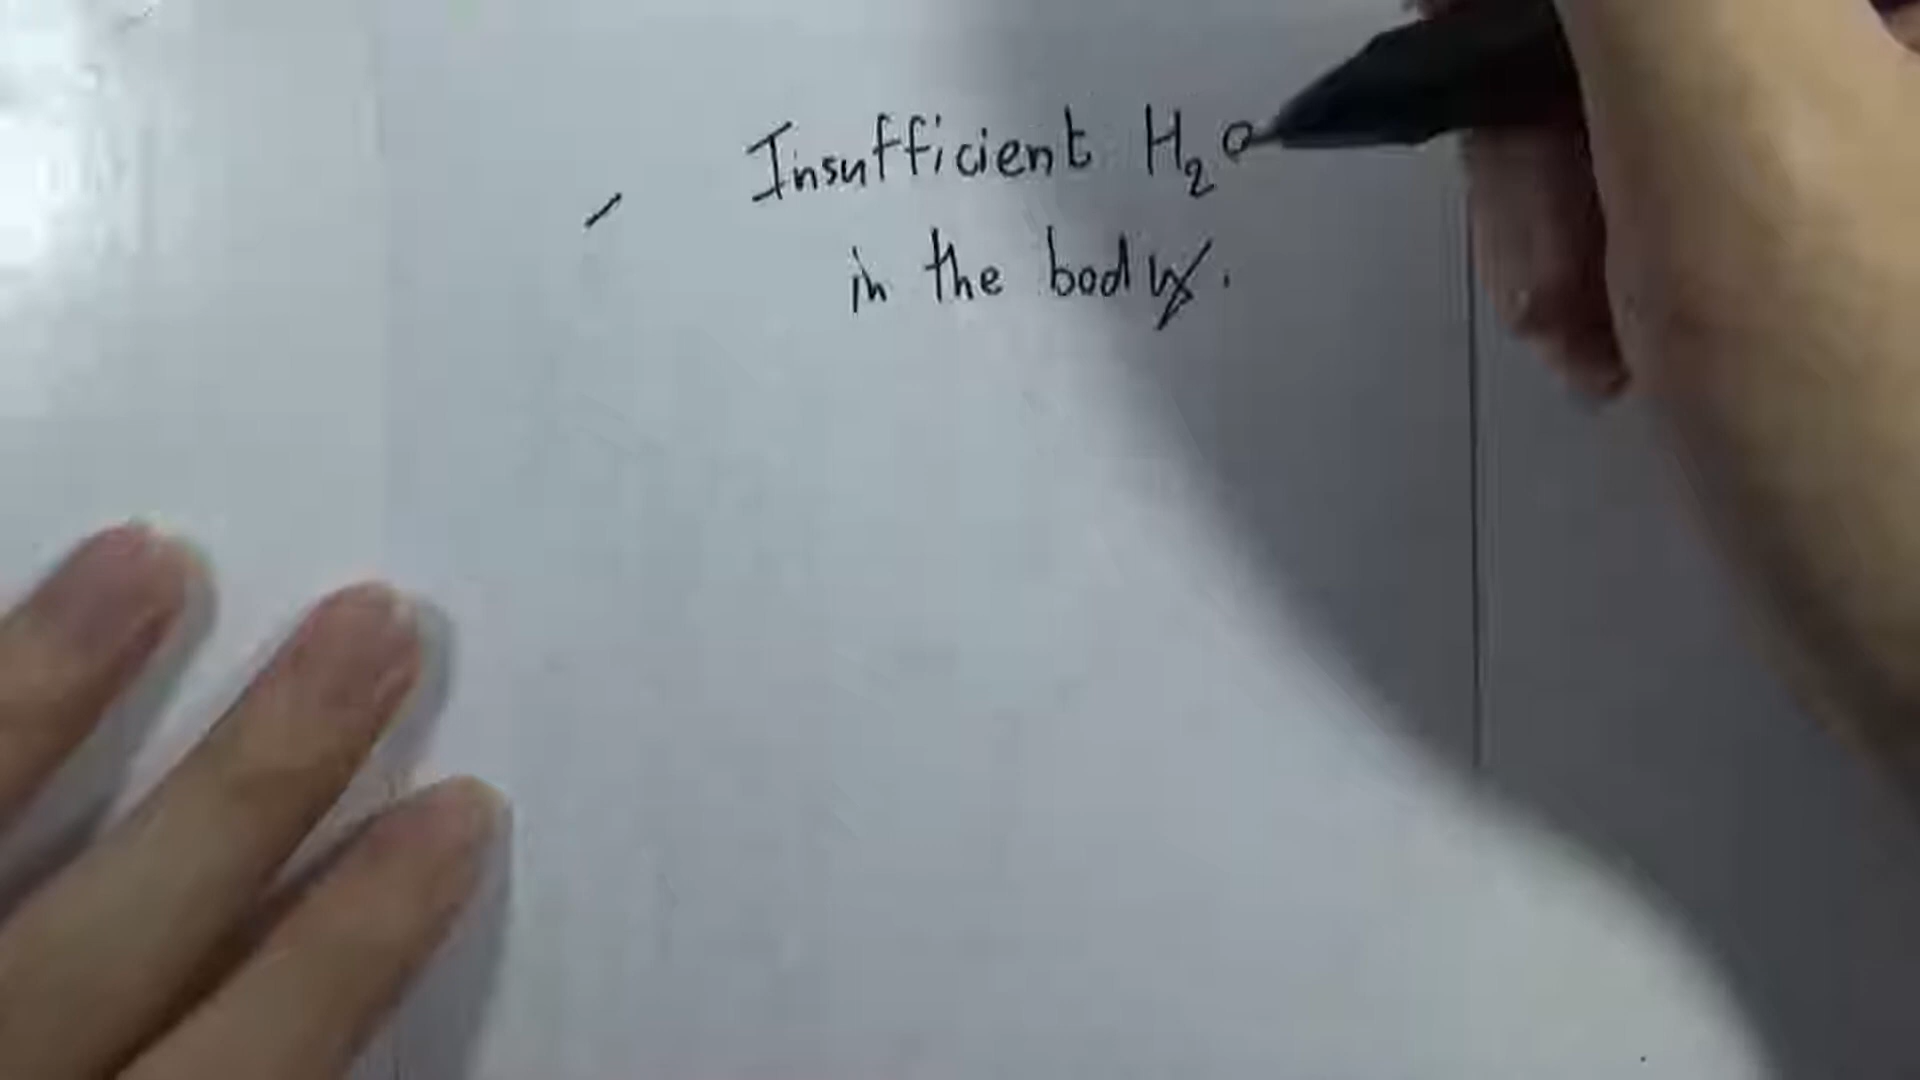 - Insufficient H₂O
in the body.